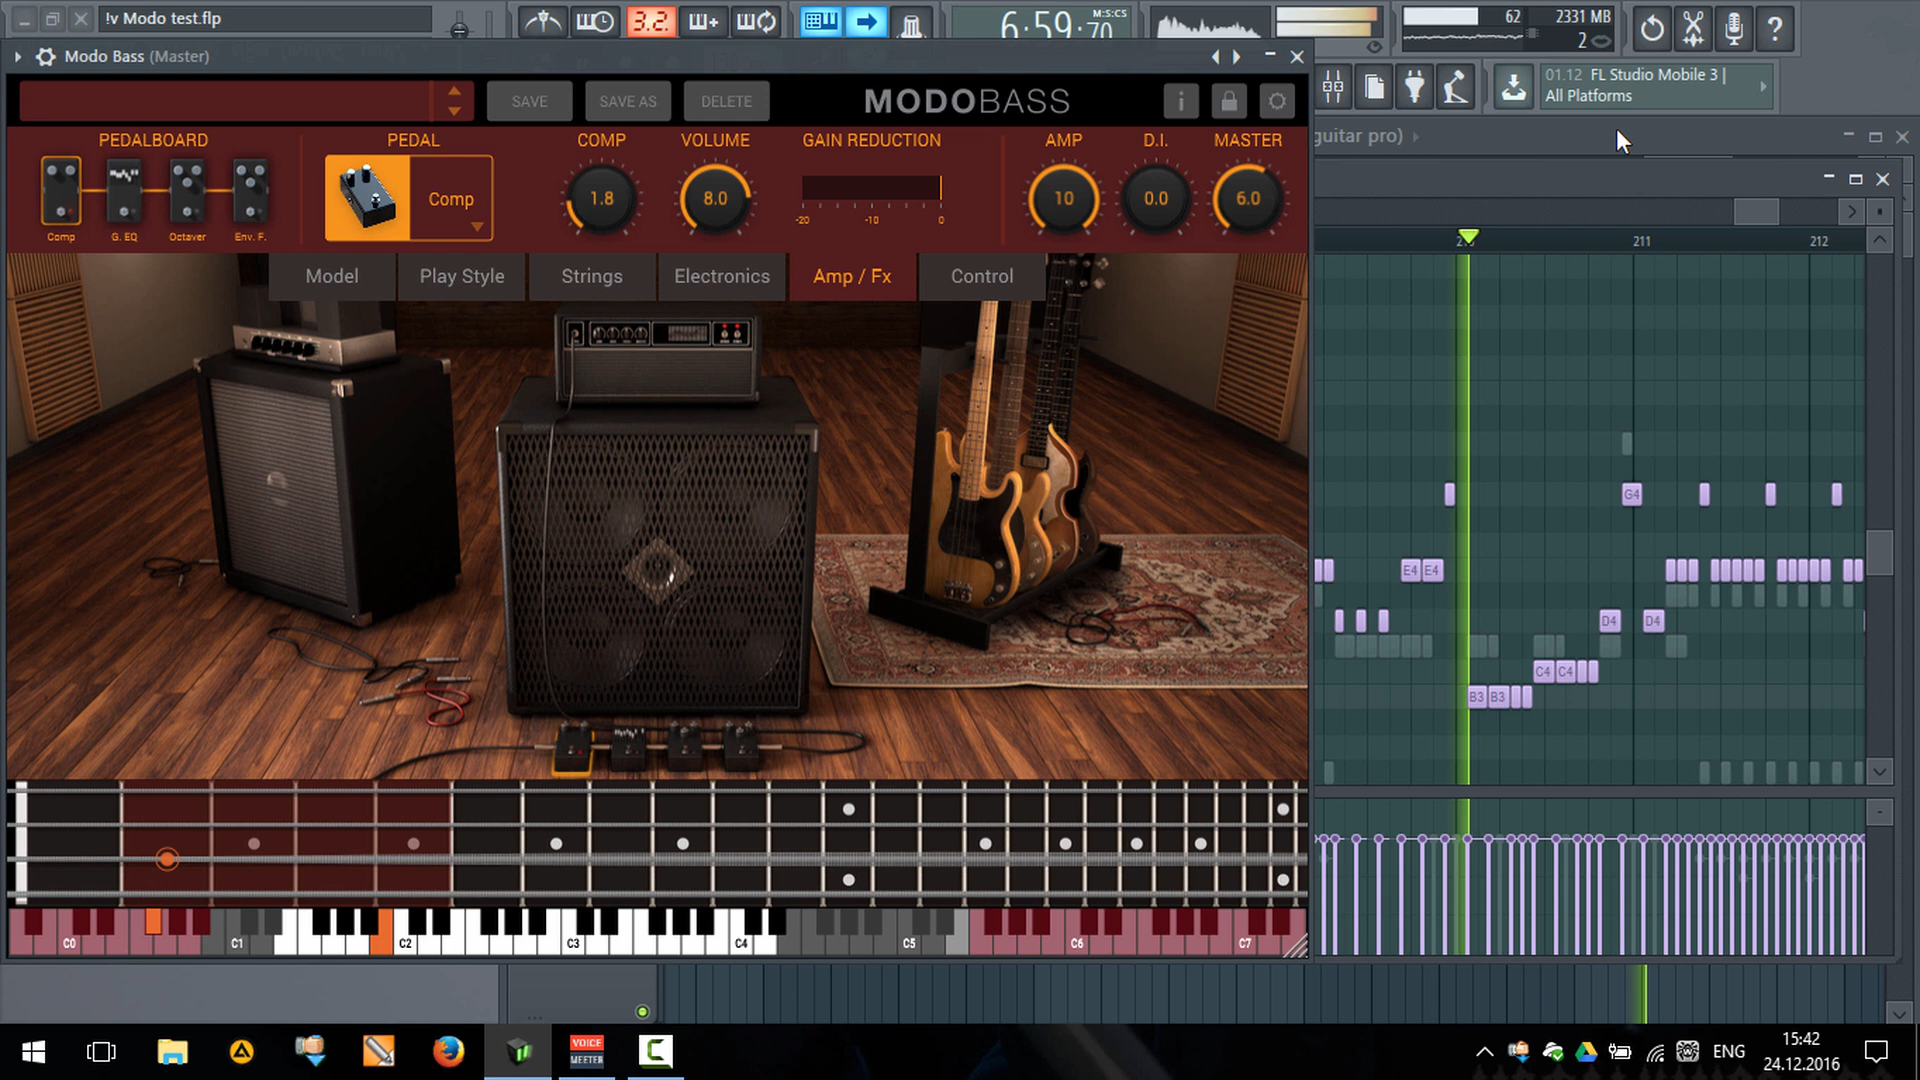 !v Modo test.flp
3.2.
6:59:70
M:S:CS
62
2331 MB
2
Modo Bass (Master)
01.12 FL Studio Mobile 3 |
All Platforms
SAVE
SAVE AS
DELETE
MODOBASS
guitar pro)
PEDALBOARD
PEDAL
COMP
VOLUME
GAIN REDUCTION
AMP
D.I.
MASTER
Comp
1.8
8.0
10
0.0
6.0
-20
-10
0
Comp
G. EQ
Octaver
Env. F.
211
212
Model
Play Style
Strings
Electronics
Amp / Fx
Control
G4
E4 E4
D4
D4
C4 C4
B3 B3
C0
C1
C2
C3
C4
C5
C6
C7
VOICE
MEETER
ENG
15:42
24.12.2016